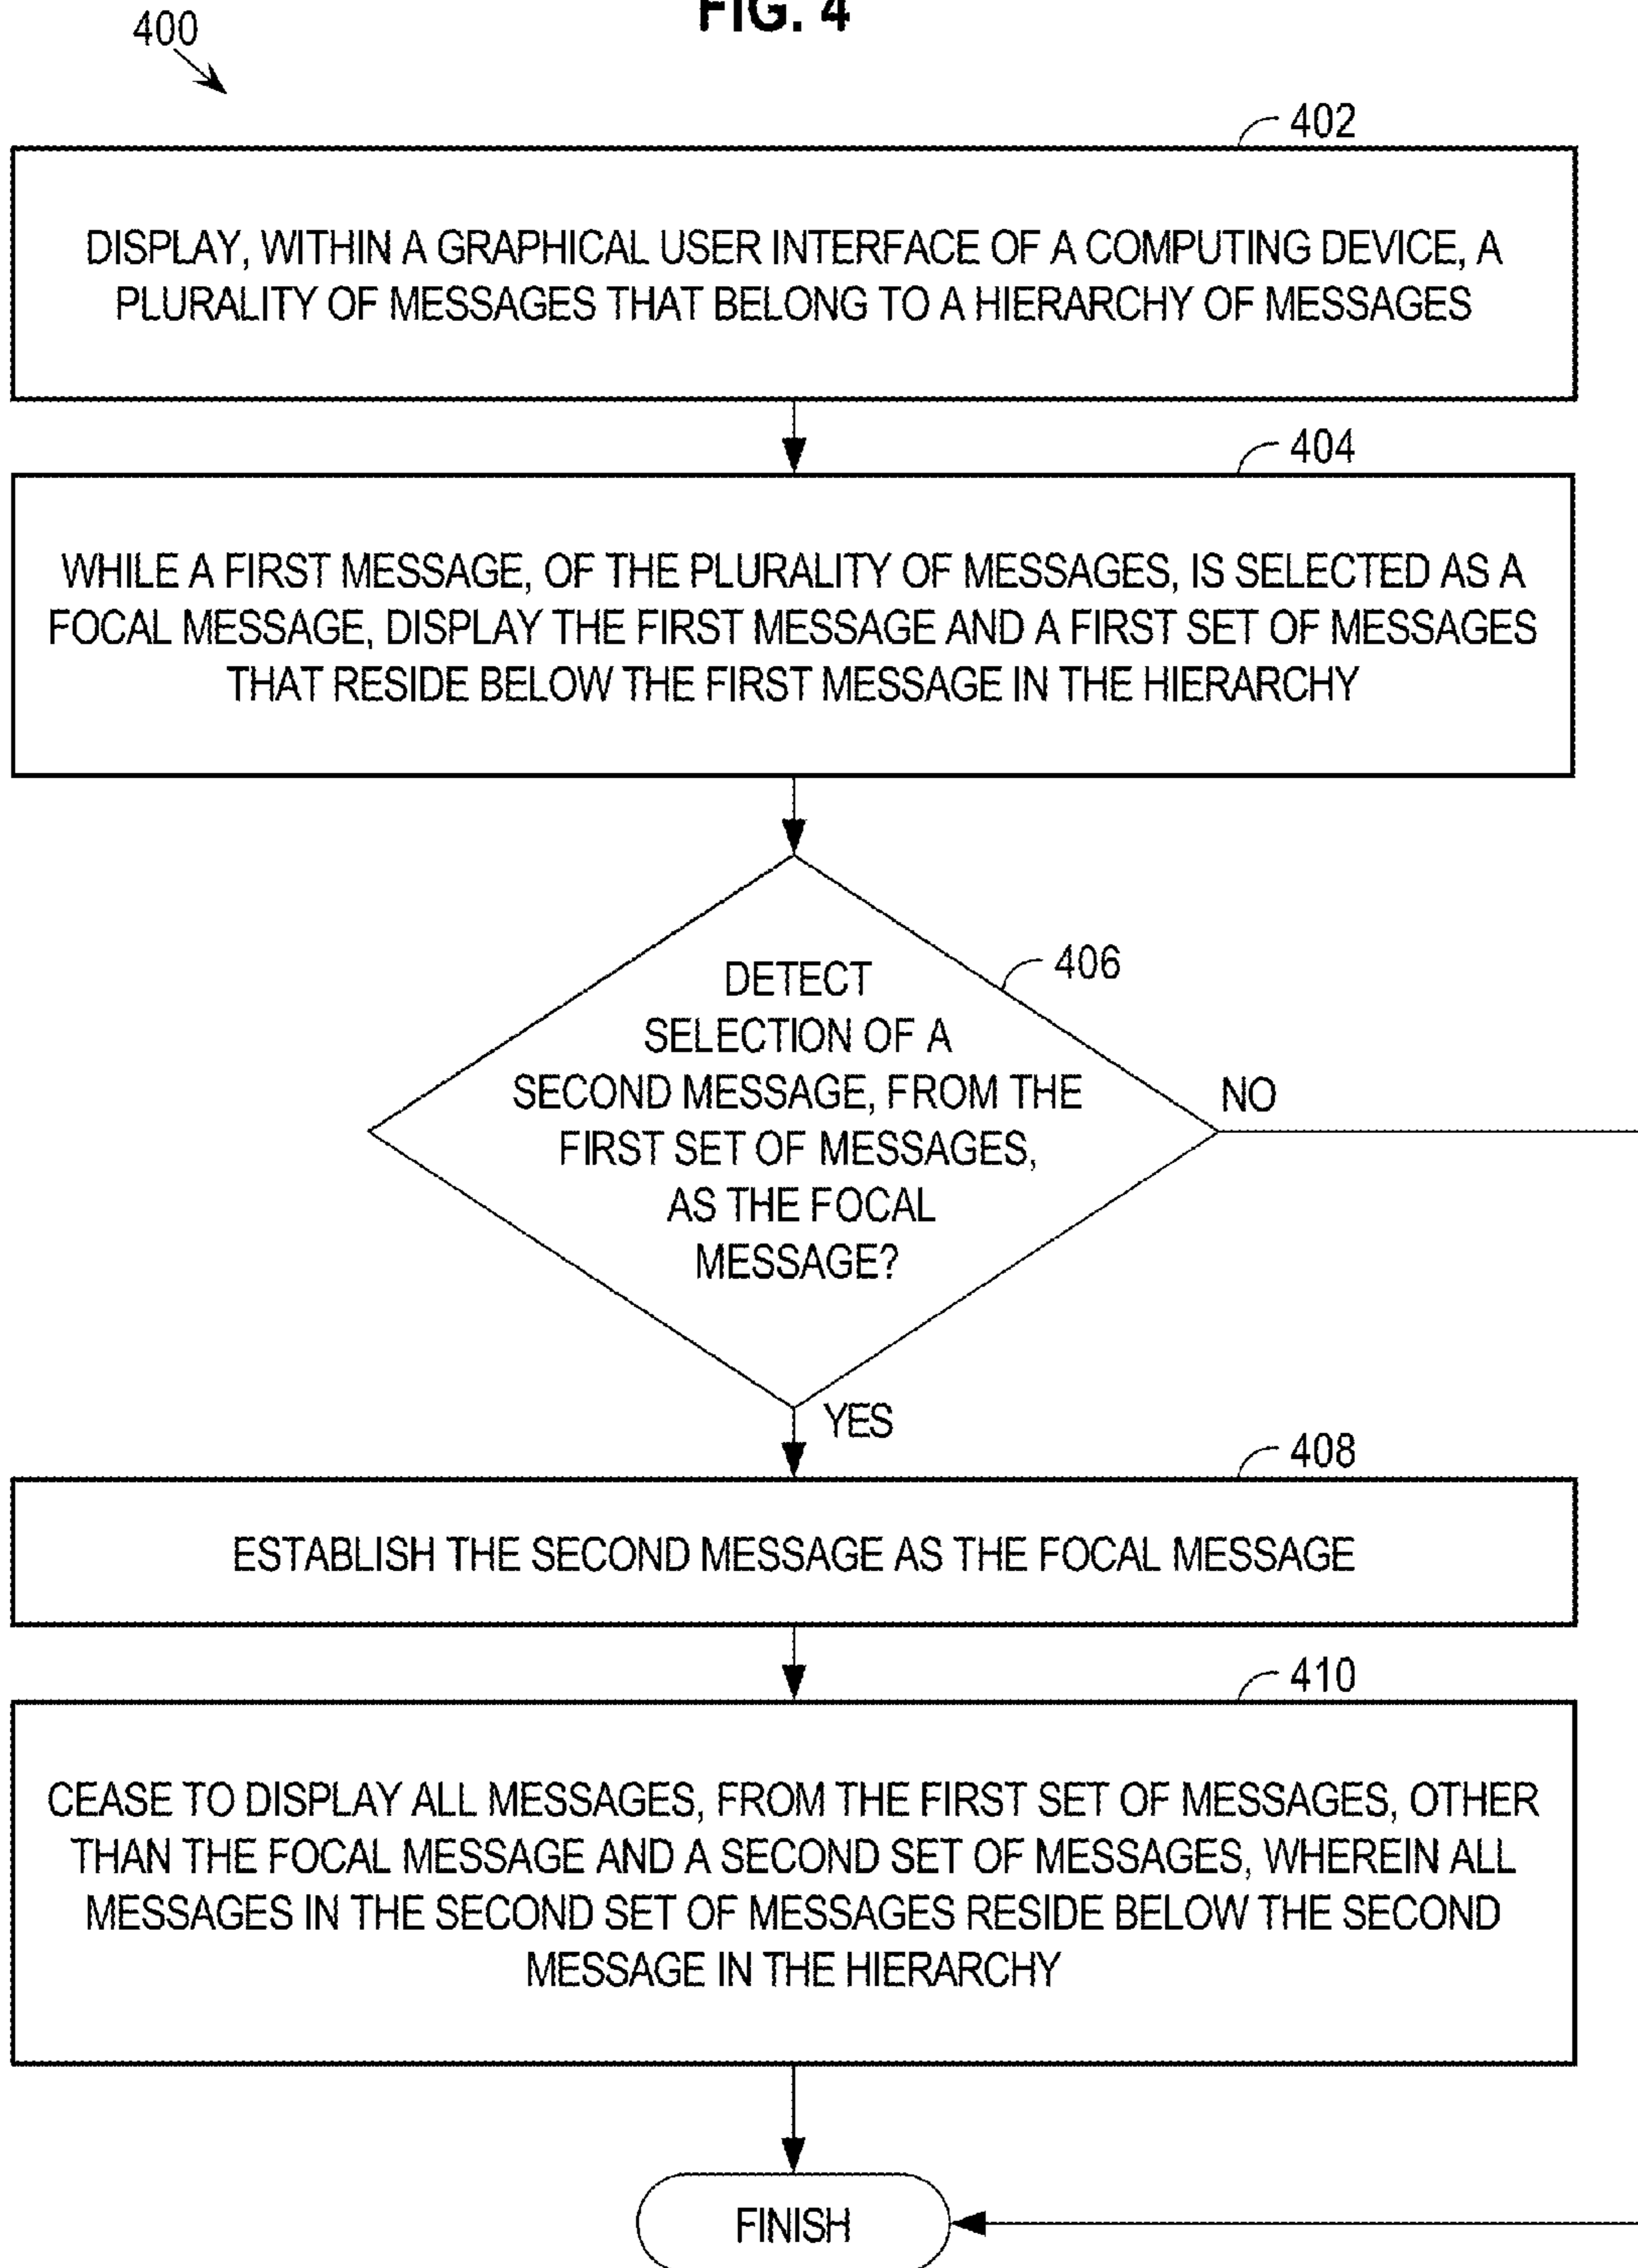 FIG. 4
400
402
DISPLAY, WITHIN A GRAPHICAL USER INTERFACE OF A COMPUTING DEVICE, A
PLURALITY OF MESSAGES THAT BELONG TO A HIERARCHY OF MESSAGES
404
WHILE A FIRST MESSAGE, OF THE PLURALITY OF MESSAGES, IS SELECTED AS A
FOCAL MESSAGE, DISPLAY THE FIRST MESSAGE AND A FIRST SET OF MESSAGES
THAT RESIDE BELOW THE FIRST MESSAGE IN THE HIERARCHY
406
DETECT
SELECTION OF A
SECOND MESSAGE, FROM THE
FIRST SET OF MESSAGES,
AS THE FOCAL
MESSAGE?
NO
YES
408
ESTABLISH THE SECOND MESSAGE AS THE FOCAL MESSAGE
410
CEASE TO DISPLAY ALL MESSAGES, FROM THE FIRST SET OF MESSAGES, OTHER
THAN THE FOCAL MESSAGE AND A SECOND SET OF MESSAGES, WHEREIN ALL
MESSAGES IN THE SECOND SET OF MESSAGES RESIDE BELOW THE SECOND
MESSAGE IN THE HIERARCHY
FINISH